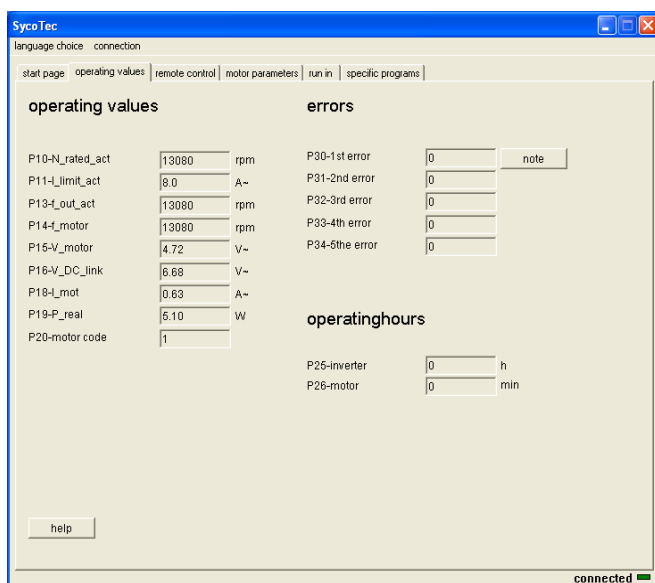 SycoTec
language choice connection
start page operating values remote control motor parameters run in specific programs
operating values
P10-N_rated_act 13080 rpm
P11-I_limit_act 8.0 A~
P13-f_out_act 13080 rpm
P14-f_motor 13080 rpm
P15-V_motor 4.72 V~
P16-V_DC_link 6.68 V~
P18-I_mot 0.63 A~
P19-P_real 5.10 W
P20-motor code 1
errors
P30-1st error 0 note
P31-2nd error 0
P32-3rd error 0
P33-4th error 0
P34-5the error 0
operatinghours
P25-inverter 0 h
P26-motor 0 min
help
connected